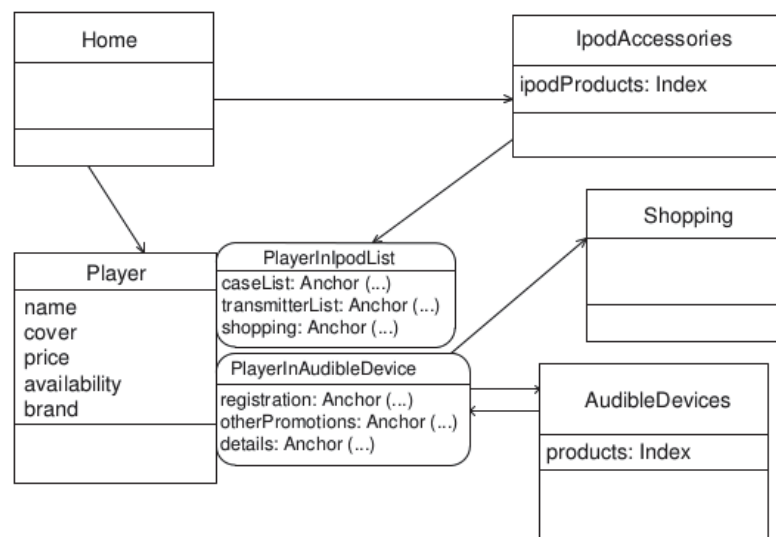 Home
IpodAccessories
ipodProducts: Index
Player
name
cover
price
availability
brand
PlayerInIpodList
caseList: Anchor (...)
transmitterList: Anchor (...)
shopping: Anchor (...)
PlayerInAudibleDevice
registration: Anchor (...)
otherPromotions: Anchor (...)
details: Anchor (...)
Shopping
AudibleDevices
products: Index